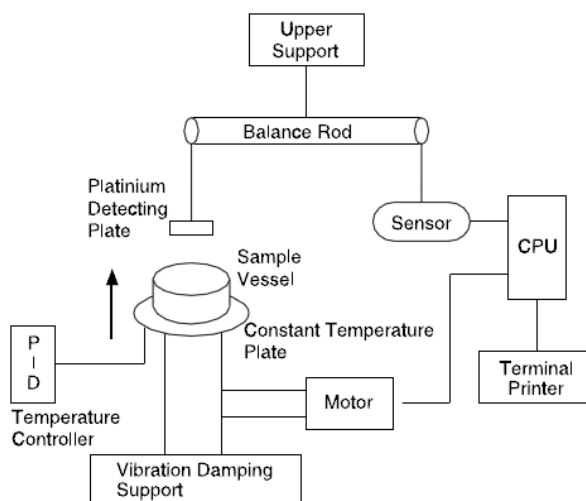 Upper
Support
Balance Rod
Platinium
Detecting
Plate
Sensor
CPU
Sample
Vessel
Constant Temperature
Plate
P
I
D
Temperature
Controller
Motor
Terminal
Printer
Vibration Damping
Support